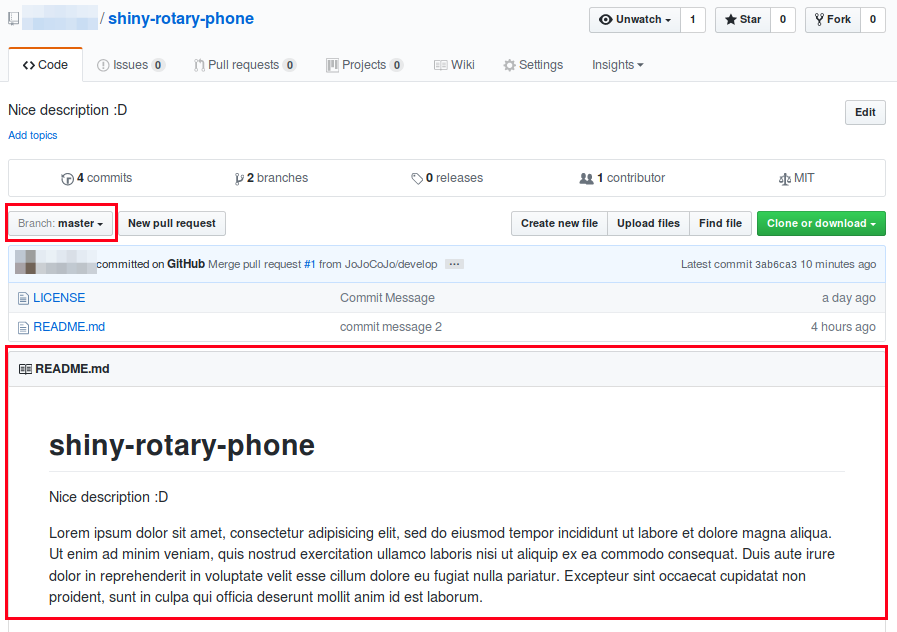 / shiny-rotary-phone Unwatch 1 Star 0 Fork 0
Code Issues 0 Pull requests 0 Projects 0 Wiki Settings Insights
Nice description :D Edit
Add topics
4 commits 2 branches 0 releases 1 contributor MIT
Branch: master New pull request Create new file Upload files Find file Clone or download
committed on GitHub Merge pull request #1 from JoJoCoJo/develop ... Latest commit 3ab6ca3 10 minutes ago
LICENSE Commit Message a day ago
README.md commit message 2 4 hours ago
README.md
shiny-rotary-phone
Nice description :D
Lorem ipsum dolor sit amet, consectetur adipisicing elit, sed do eiusmod tempor incididunt ut labore et dolore magna aliqua.
Ut enim ad minim veniam, quis nostrud exercitation ullamco laboris nisi ut aliquip ex ea commodo consequat. Duis aute irure
dolor in reprehenderit in voluptate velit esse cillum dolore eu fugiat nulla pariatur. Excepteur sint occaecat cupidatat non
proident, sunt in culpa qui officia deserunt mollit anim id est laborum.